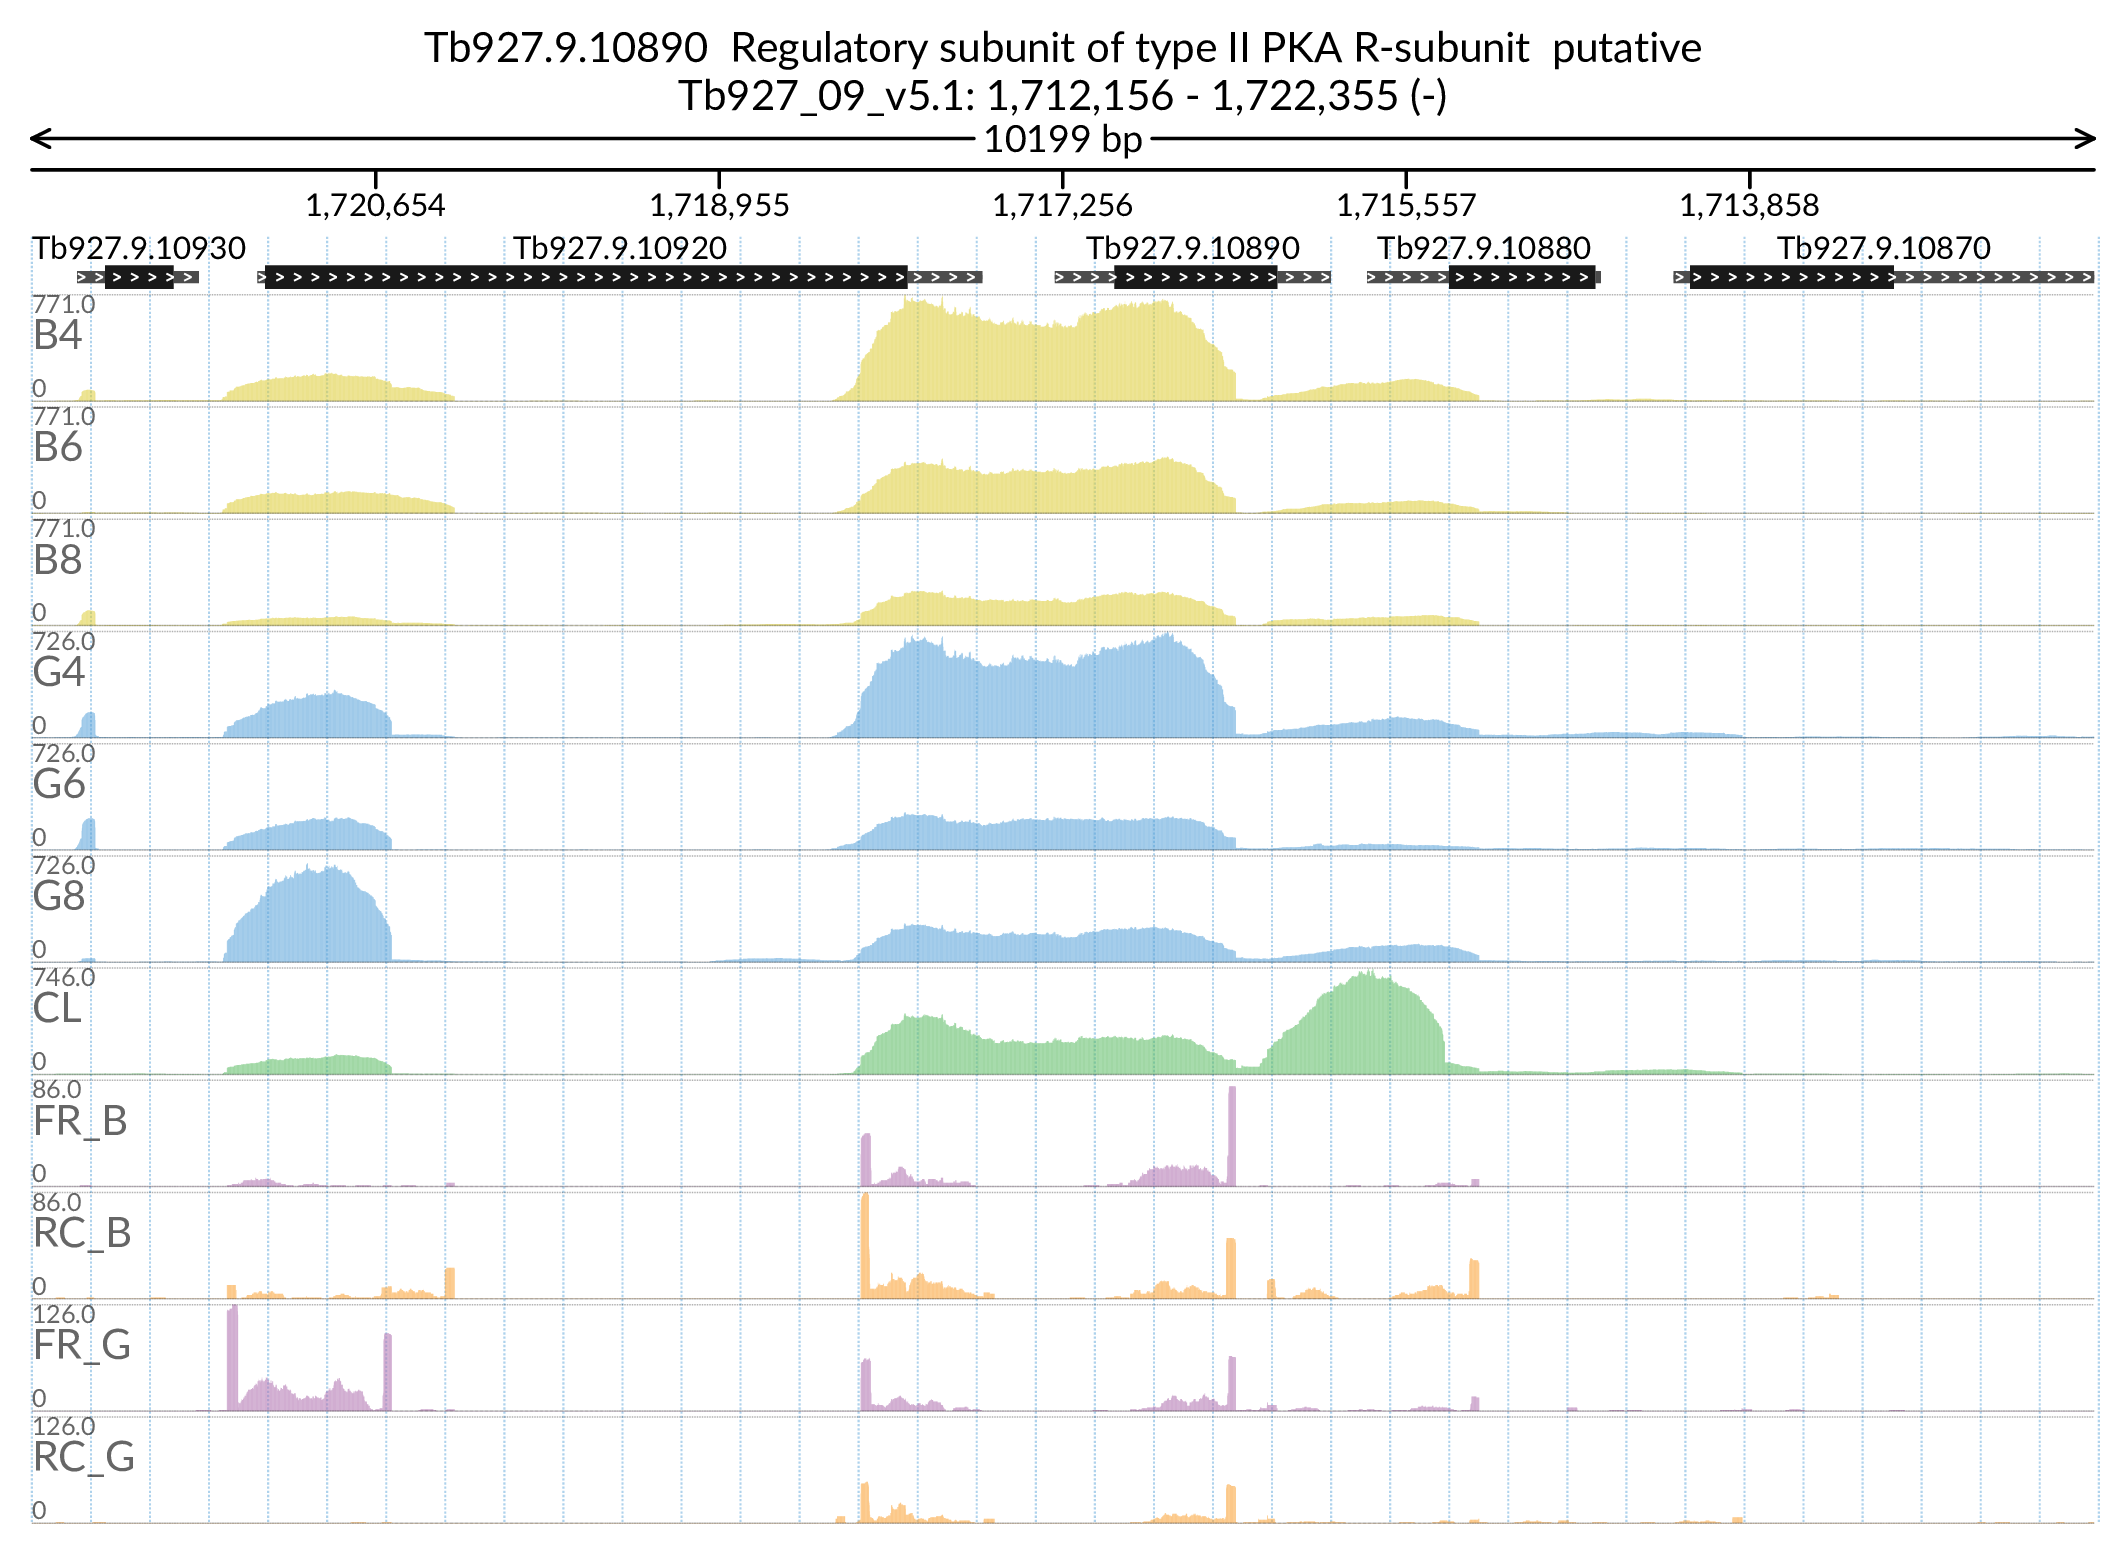 Tb927.9.10890 Regulatory subunit of type II PKA R-subunit putative
Tb927_09_v5.1: 1,712,156 - 1,722,355 (-)
10199 bp
1,720,654 1,718,955 1,717,256 1,715,557 1,713,858
Tb927.9.10930 Tb927.9.10920 Tb927.9.10890 Tb927.9.10880 Tb927.9.10870
771.0
B4
0
771.0
B6
0
771.0
B8
0
726.0
G4
0
726.0
G6
0
726.0
G8
0
746.0
CL
0
86.0
FR_B
0
86.0
RC_B
0
126.0
FR_G
0
126.0
RC_G
0